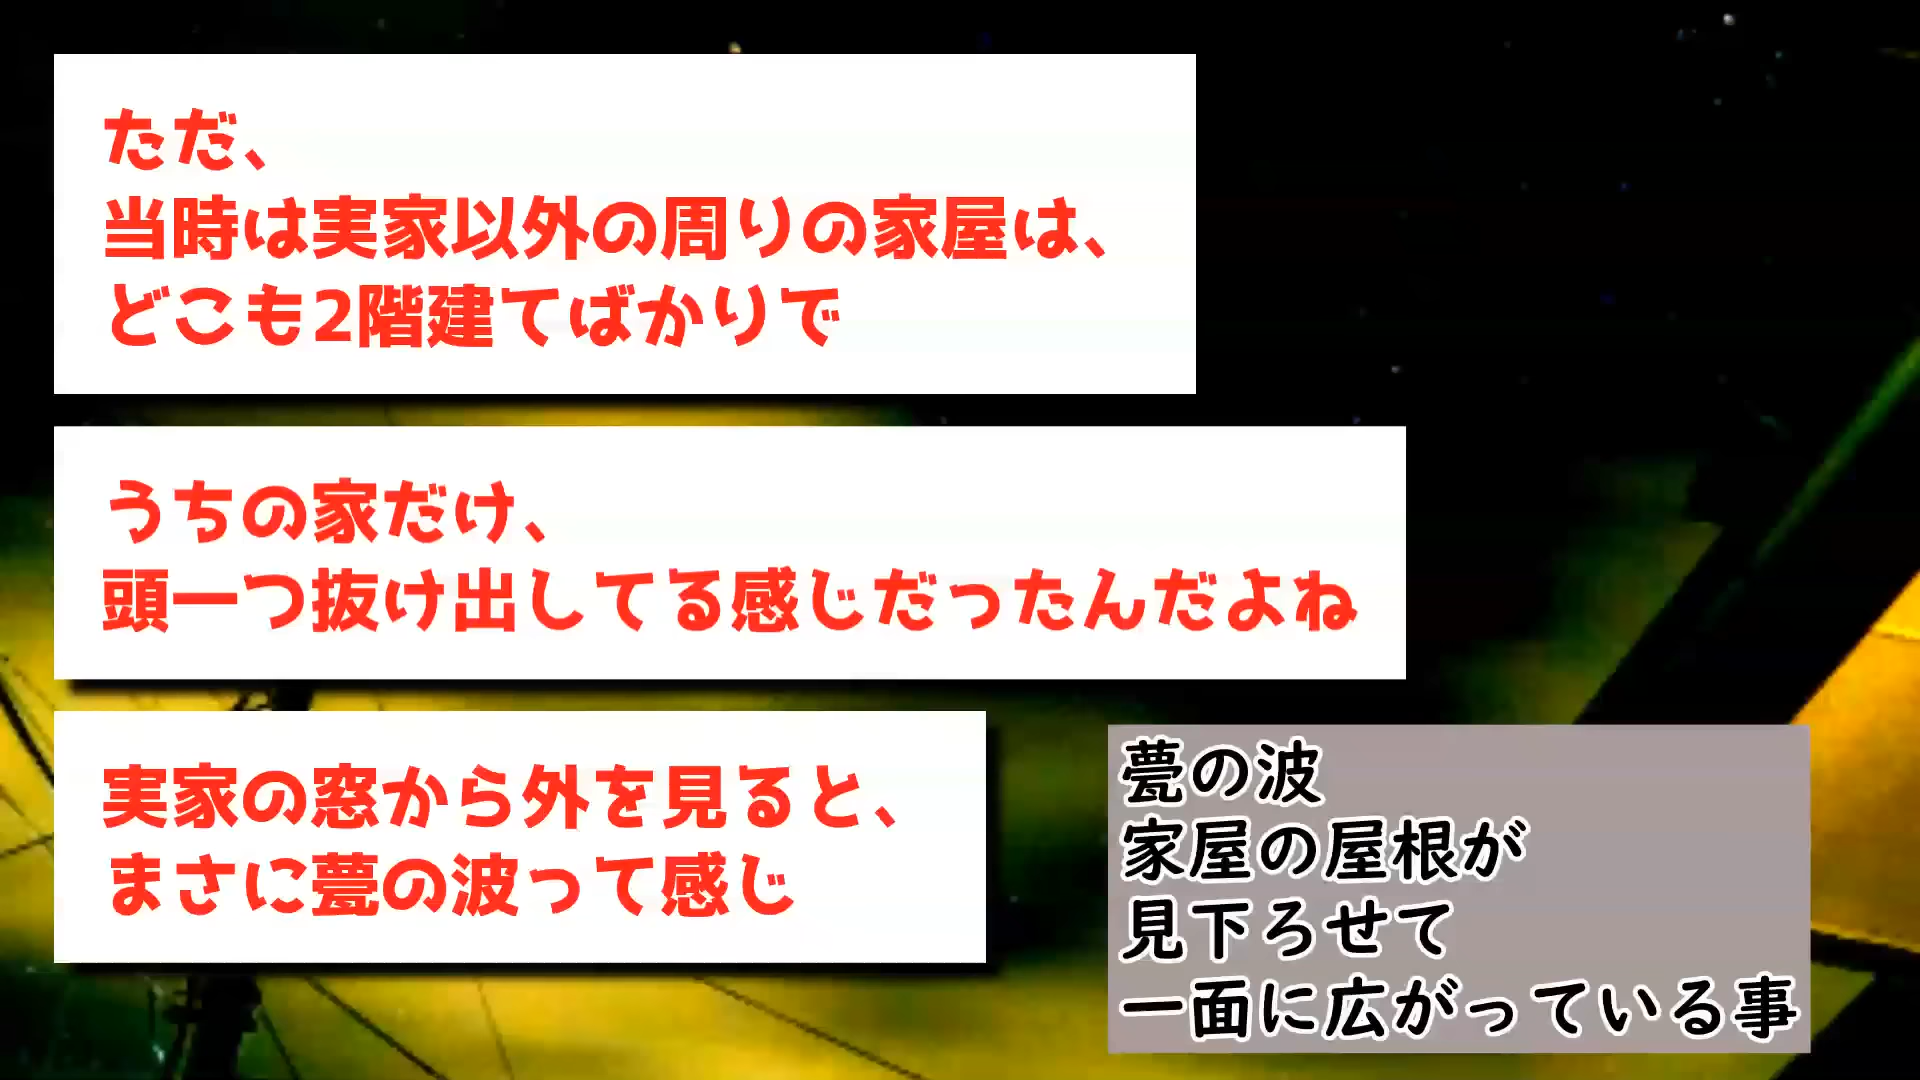 ただ、
当時は実家以外の周りの家屋は、
どこも2階建てばかりで
うちの家だけ、
頭一つ抜け出してる感じだったんだよね
実家の窓から外を見ると、
まさに甍の波って感じ
甍の波
家屋の屋根が
見下ろせて
一面に広がっている事